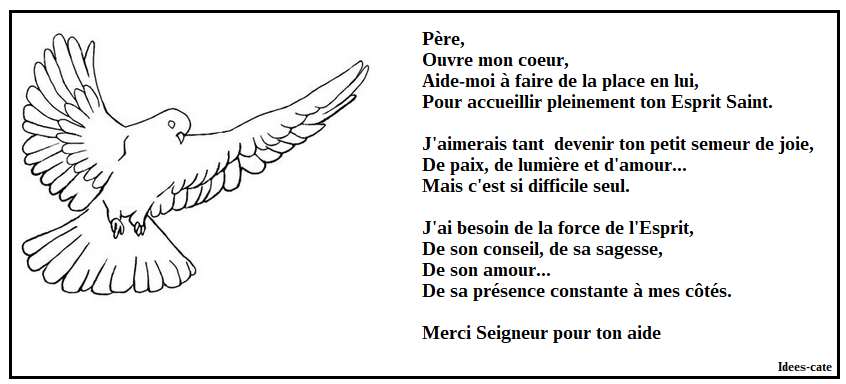 Père,
Ouvre mon coeur,
Aide-moi à faire de la place en lui,
Pour accueillir pleinement ton Esprit Saint.
J'aimerais tant  devenir ton petit semeur de joie,
De paix, de lumière et d'amour...
Mais c'est si difficile seul.
J'ai besoin de la force de l'Esprit,
De son conseil, de sa sagesse,
De son amour...
De sa présence constante à mes côtés.
Merci Seigneur pour ton aide
Idees-cate